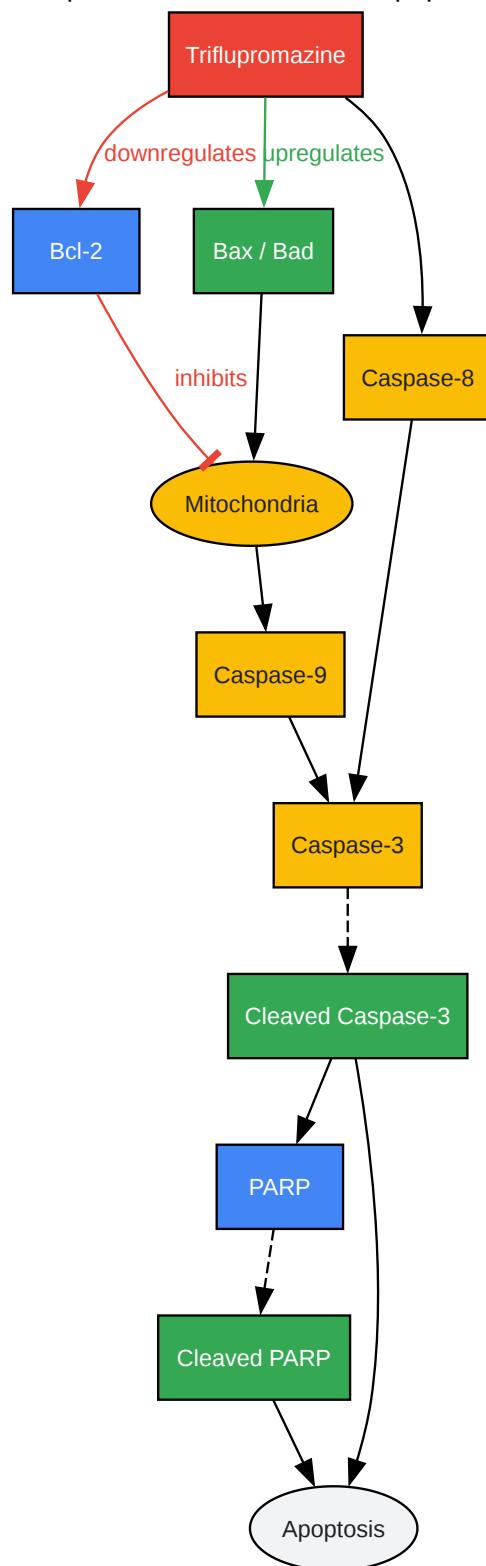 Triflupromazine
downregulates
upregulates
Bcl-2
Bax / Bad
Caspase-8
inhibits
Mitochondria
Caspase-9
Caspase-3
Cleaved Caspase-3
PARP
Cleaved PARP
Apoptosis